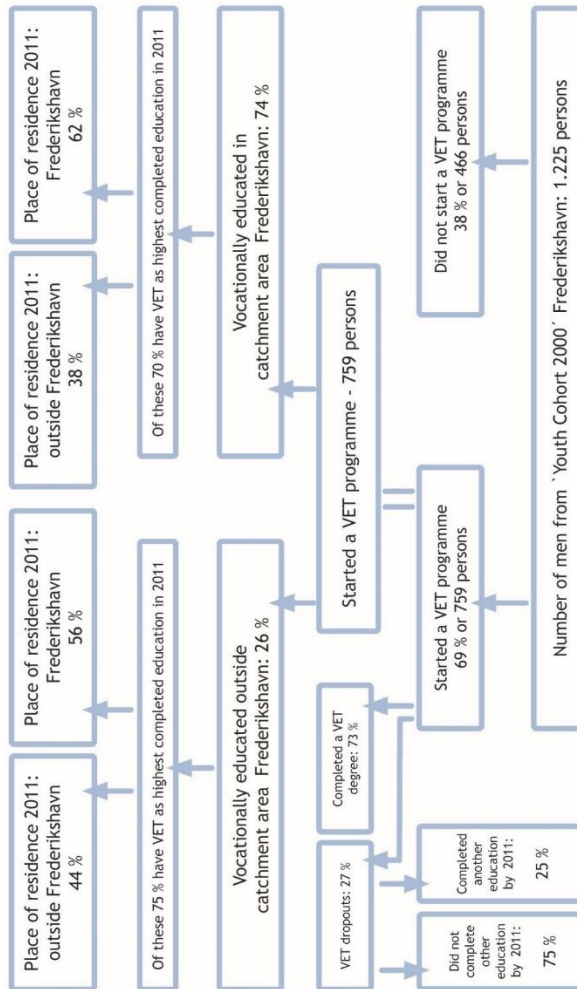 Place of residence 2011:
outside Frederikshavn
44 %
Place of residence 2011:
Frederikshavn
56 %
Place of residence 2011:
outside Frederikshavn
38 %
Place of residence 2011:
Frederikshavn
62 %
Of these 75 % have VET as highest completed education in 2011
Of these 70 % have VET as highest completed education in 2011
Vocationally educated outside
catchment area Frederikshavn: 26 %
Vocationally educated in
catchment area Frederikshavn: 74 %
Started a VET programme - 759 persons
VET dropouts: 27 %
Completed a VET
degree: 73 %
Did not
complete
other
education
by 2011:
75 %
Completed
another
education
by 2011:
25 %
Started a VET programme
69 % or 759 persons
Did not start a VET programme
38 % or 466 persons
Number of men from `Youth Cohort 2000´ Frederikshavn: 1.225 persons